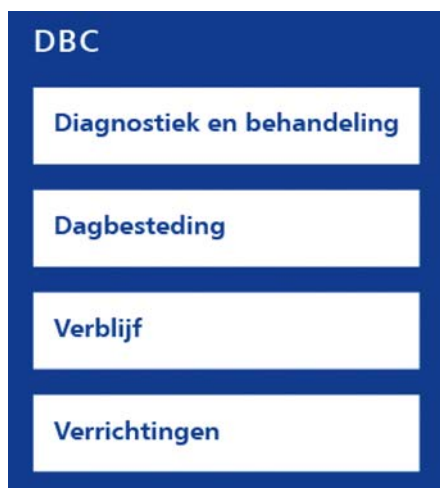 DBC
Diagnostiek en behandeling
Dagbesteding
Verblijf
Verrichtingen